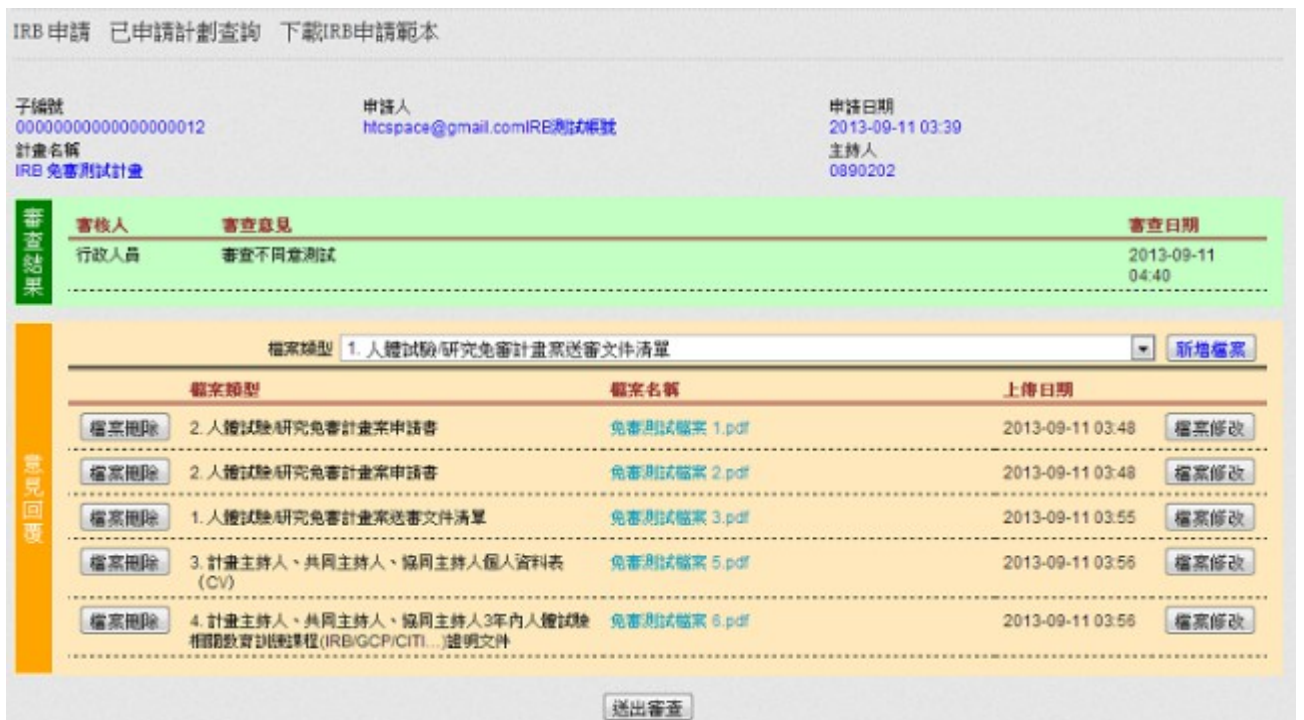 IRB 申請 已申請計劃查詢 下載IRB申請範本
子編號 申請人 申請日期
00000000000000000012 htcspace@gmail.comIRB測試帳號 2013-09-11 03:39
計畫名稱 主持人
IRB 免審測試計畫 0890202
審查結果
審核人 審查意見 審查日期
行政人員 審查不同意測試 2013-09-11
04:40
意見回覆
檔案類型 1. 人體試驗/研究免審計畫案送審文件清單 新增檔案
檔案類型 檔案名稱 上傳日期
檔案刪除 2. 人體試驗/研究免審計畫案申請書 免審測試檔案 1.pdf 2013-09-11 03:48 檔案修改
檔案刪除 2. 人體試驗/研究免審計畫案申請書 免審測試檔案 2.pdf 2013-09-11 03:48 檔案修改
檔案刪除 1. 人體試驗/研究免審計畫案送審文件清單 免審測試檔案 3.pdf 2013-09-11 03:55 檔案修改
檔案刪除 3. 計畫主持人、共同主持人、協同主持人個人資料表 免審測試檔案 5.pdf 2013-09-11 03:56 檔案修改
（CV）
檔案刪除 4. 計畫主持人、共同主持人、協同主持人3年內人體試驗 免審測試檔案 6.pdf 2013-09-11 03:56 檔案修改
相關教育訓練課程(IRB/GCP/CITI...)證明文件
送出審查